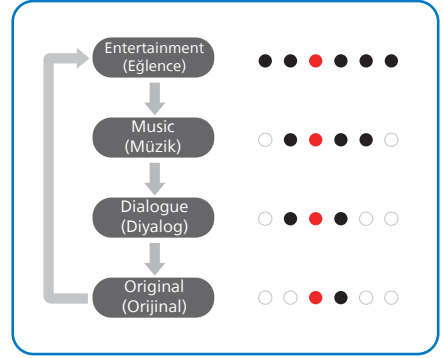 Entertainment
(Eğlence)
Music
(Müzik)
Dialogue
(Diyalog)
Original
(Orijinal)